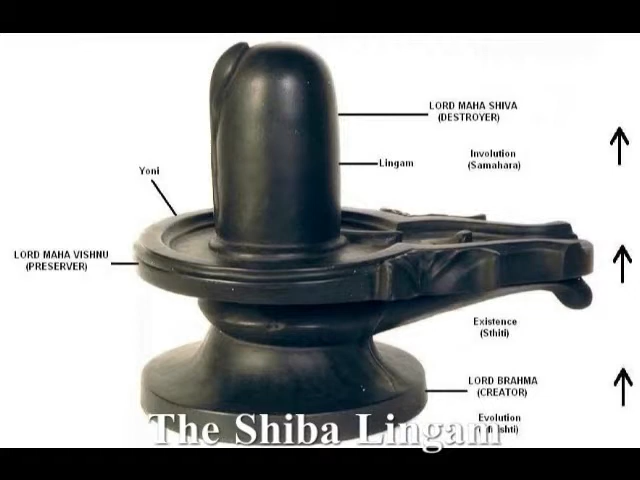 LORD MAHA SHIVA
(DESTROYER)
Involution
(Samahara)
Lingam
Yoni
LORD MAHA VISHNU
(PRESERVER)
Existence
(Sthiti)
LORD BRAHMA
(CREATOR)
Evolution
The Shiba Lingam